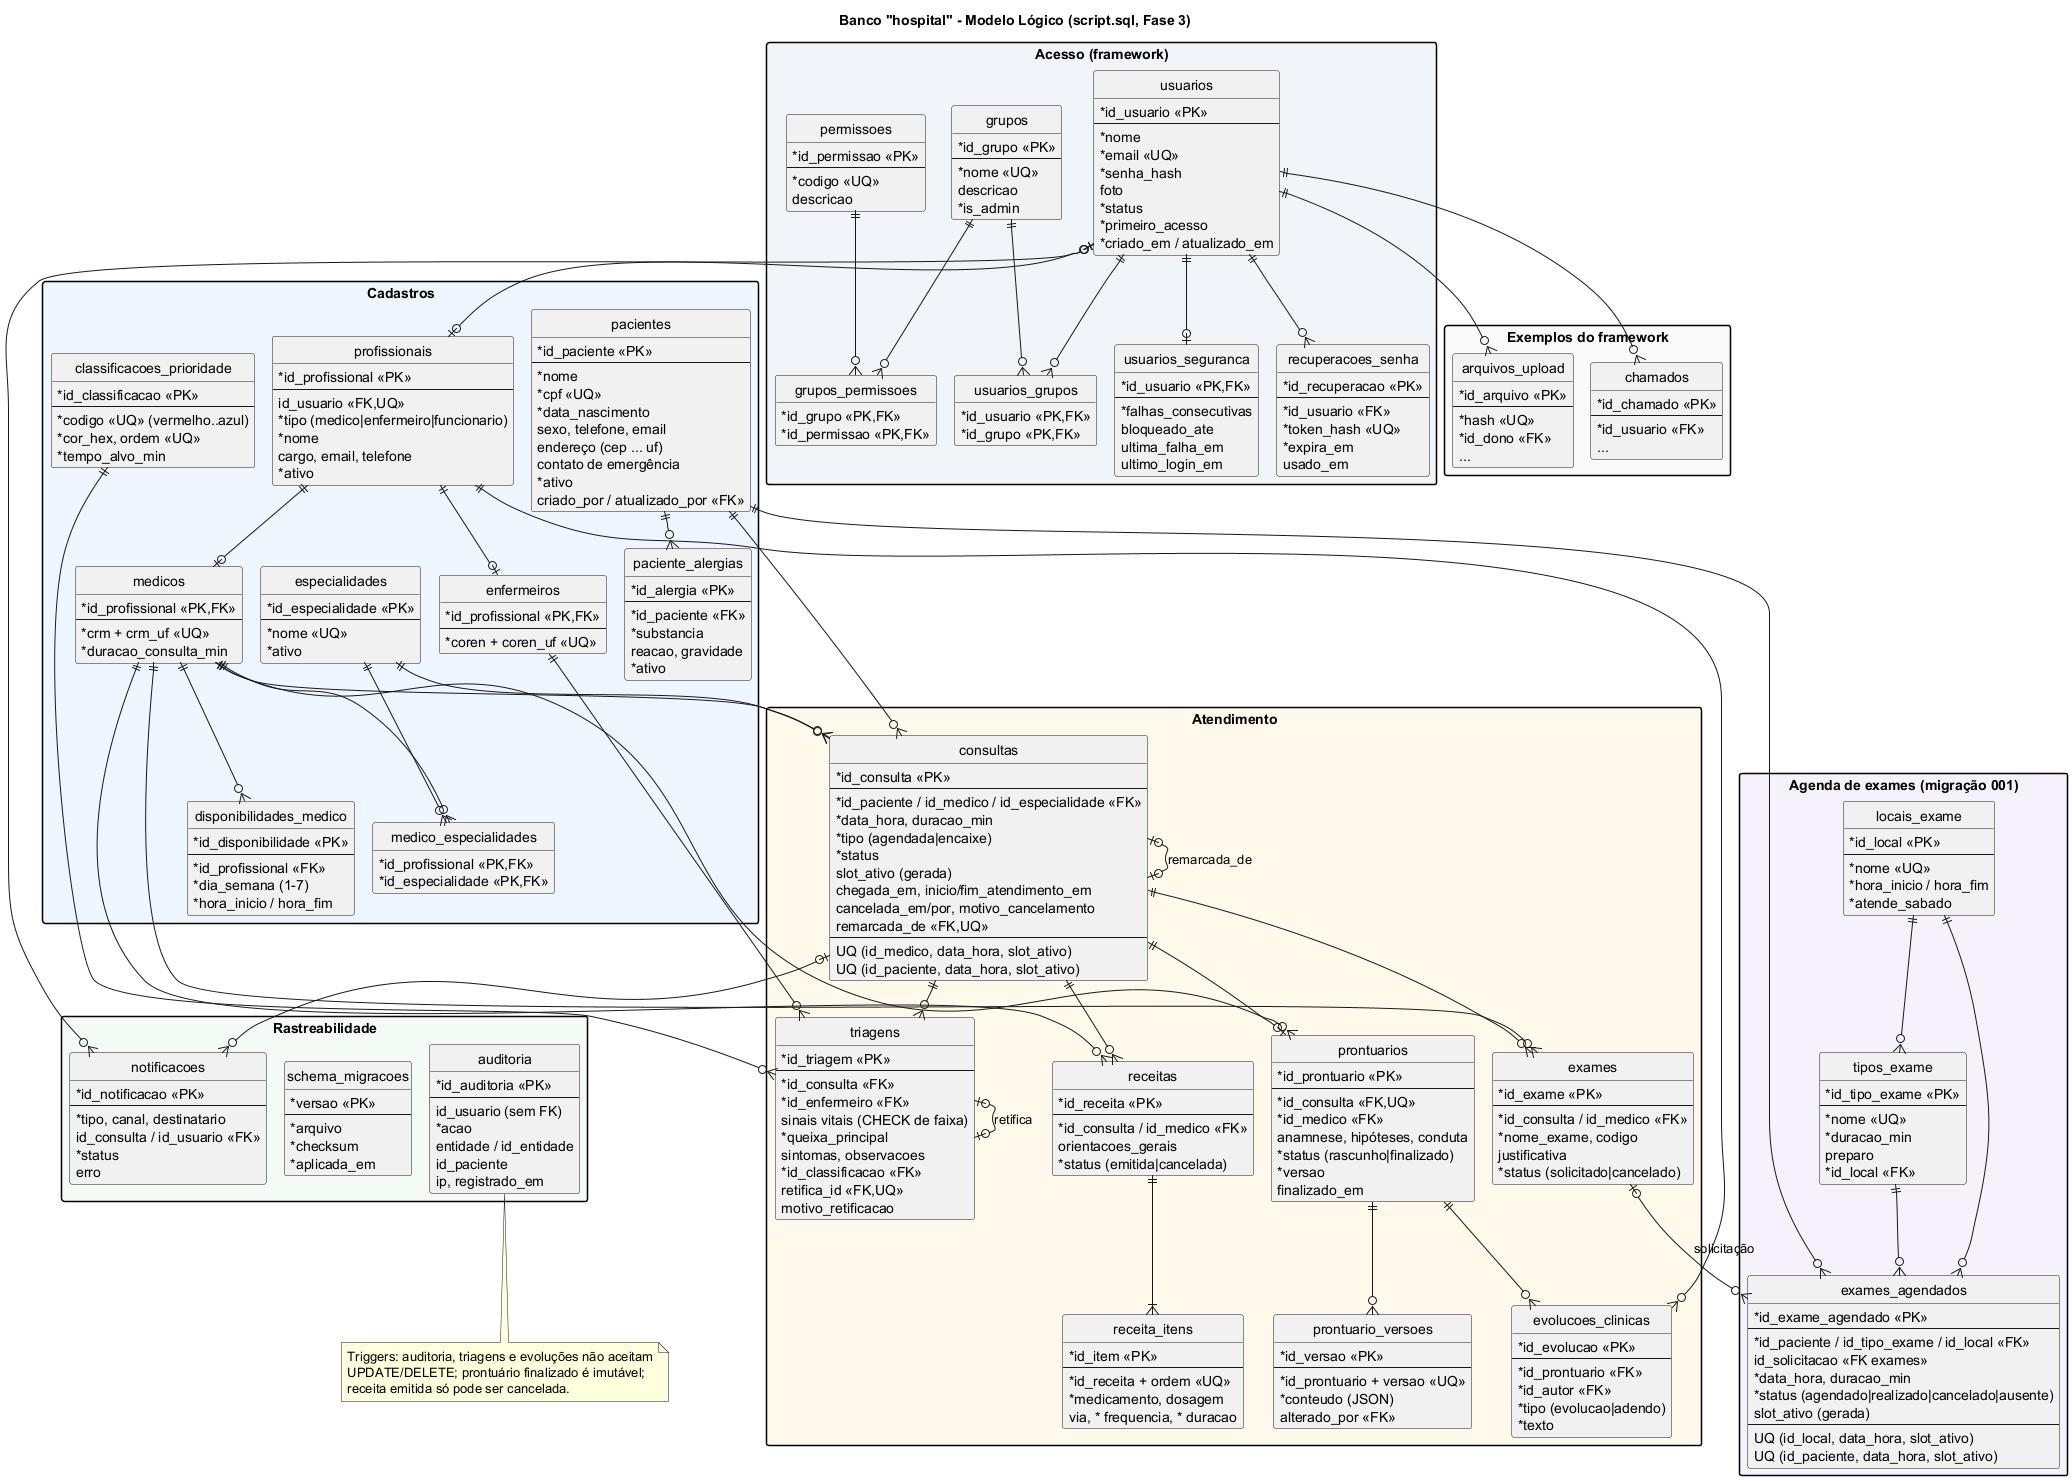 Banco "hospital" - Modelo Lógico (script.sql, Fase 3)
Acesso (framework)
usuarios
*id_usuario «PK»
*nome
*email «UQ»
*senha_hash
foto
*status
*primeiro_acesso
*criado_em / atualizado_em
grupos
*id_grupo «PK»
*nome «UQ»
descricao
*is_admin
permissoes
*id_permissao «PK»
*codigo «UQ»
descricao
grupos_permissoes
*id_grupo «PK,FK»
*id_permissao «PK,FK»
usuarios_grupos
*id_usuario «PK,FK»
*id_grupo «PK,FK»
usuarios_seguranca
*id_usuario «PK,FK»
*falhas_consecutivas
bloqueado_ate
ultima_falha_em
ultimo_login_em
recuperacoes_senha
*id_recuperacao «PK»
*id_usuario «FK»
*token_hash «UQ»
*expira_em
usado_em
Exemplos do framework
arquivos_upload
*id_arquivo «PK»
*hash «UQ»
*id_dono «FK»
...
chamados
*id_chamado «PK»
*id_usuario «FK»
...
Cadastros
classificacoes_prioridade
*id_classificacao «PK»
*codigo «UQ» (vermelho..azul)
*cor_hex, ordem «UQ»
*tempo_alvo_min
profissionais
*id_profissional «PK»
id_usuario «FK,UQ»
*tipo (medico|enfermeiro|funcionario)
*nome
cargo, email, telefone
*ativo
pacientes
*id_paciente «PK»
*nome
*cpf «UQ»
*data_nascimento
sexo, telefone, email
endereço (cep ... uf)
contato de emergência
*ativo
criado_por / atualizado_por «FK»
medicos
*id_profissional «PK,FK»
*crm + crm_uf «UQ»
*duracao_consulta_min
especialidades
*id_especialidade «PK»
*nome «UQ»
*ativo
enfermeiros
*id_profissional «PK,FK»
*coren + coren_uf «UQ»
paciente_alergias
*id_alergia «PK»
*id_paciente «FK»
*substancia
reacao, gravidade
*ativo
disponibilidades_medico
*id_disponibilidade «PK»
*id_profissional «FK»
*dia_semana (1-7)
*hora_inicio / hora_fim
medico_especialidades
*id_profissional «PK,FK»
*id_especialidade «PK,FK»
Atendimento
consultas
*id_consulta «PK»
*id_paciente / id_medico / id_especialidade «FK»
*data_hora, duracao_min
*tipo (agendada|encaixe)
*status
slot_ativo (gerada)
chegada_em, inicio/fim_atendimento_em
cancelada_em/por, motivo_cancelamento
remarcada_de «FK,UQ»
UQ (id_medico, data_hora, slot_ativo)
UQ (id_paciente, data_hora, slot_ativo)
remarcada_de
triagens
*id_triagem «PK»
*id_consulta «FK»
*id_enfermeiro «FK»
sinais vitais (CHECK de faixa)
*queixa_principal
sintomas, observacoes
*id_classificacao «FK»
retifica_id «FK,UQ»
motivo_retificacao
retifica
receitas
*id_receita «PK»
*id_consulta / id_medico «FK»
orientacoes_gerais
*status (emitida|cancelada)
prontuarios
*id_prontuario «PK»
*id_consulta «FK,UQ»
*id_medico «FK»
anamnese, hipóteses, conduta
*status (rascunho|finalizado)
*versao
finalizado_em
exames
*id_exame «PK»
*id_consulta / id_medico «FK»
*nome_exame, codigo
justificativa
*status (solicitado|cancelado)
solicitação
receita_itens
*id_item «PK»
*id_receita + ordem «UQ»
*medicamento, dosagem
via, * frequencia, * duracao
prontuario_versoes
*id_versao «PK»
*id_prontuario + versao «UQ»
*conteudo (JSON)
alterado_por «FK»
evolucoes_clinicas
*id_evolucao «PK»
*id_prontuario «FK»
*id_autor «FK»
*tipo (evolucao|adendo)
*texto
Agenda de exames (migração 001)
locais_exame
*id_local «PK»
*nome «UQ»
*hora_inicio / hora_fim
*atende_sabado
tipos_exame
*id_tipo_exame «PK»
*nome «UQ»
*duracao_min
preparo
*id_local «FK»
exames_agendados
*id_exame_agendado «PK»
*id_paciente / id_tipo_exame / id_local «FK»
id_solicitacao «FK exames»
*data_hora, duracao_min
*status (agendado|realizado|cancelado|ausente)
slot_ativo (gerada)
UQ (id_local, data_hora, slot_ativo)
UQ (id_paciente, data_hora, slot_ativo)
Rastreabilidade
notificacoes
*id_notificacao «PK»
*tipo, canal, destinatario
id_consulta / id_usuario «FK»
*status
erro
schema_migracoes
*versao «PK»
*arquivo
*checksum
*aplicada_em
auditoria
*id_auditoria «PK»
id_usuario (sem FK)
*acao
entidade / id_entidade
id_paciente
ip, registrado_em
Triggers: auditoria, triagens e evoluções não aceitam
UPDATE/DELETE; prontuário finalizado é imutável;
receita emitida só pode ser cancelada.